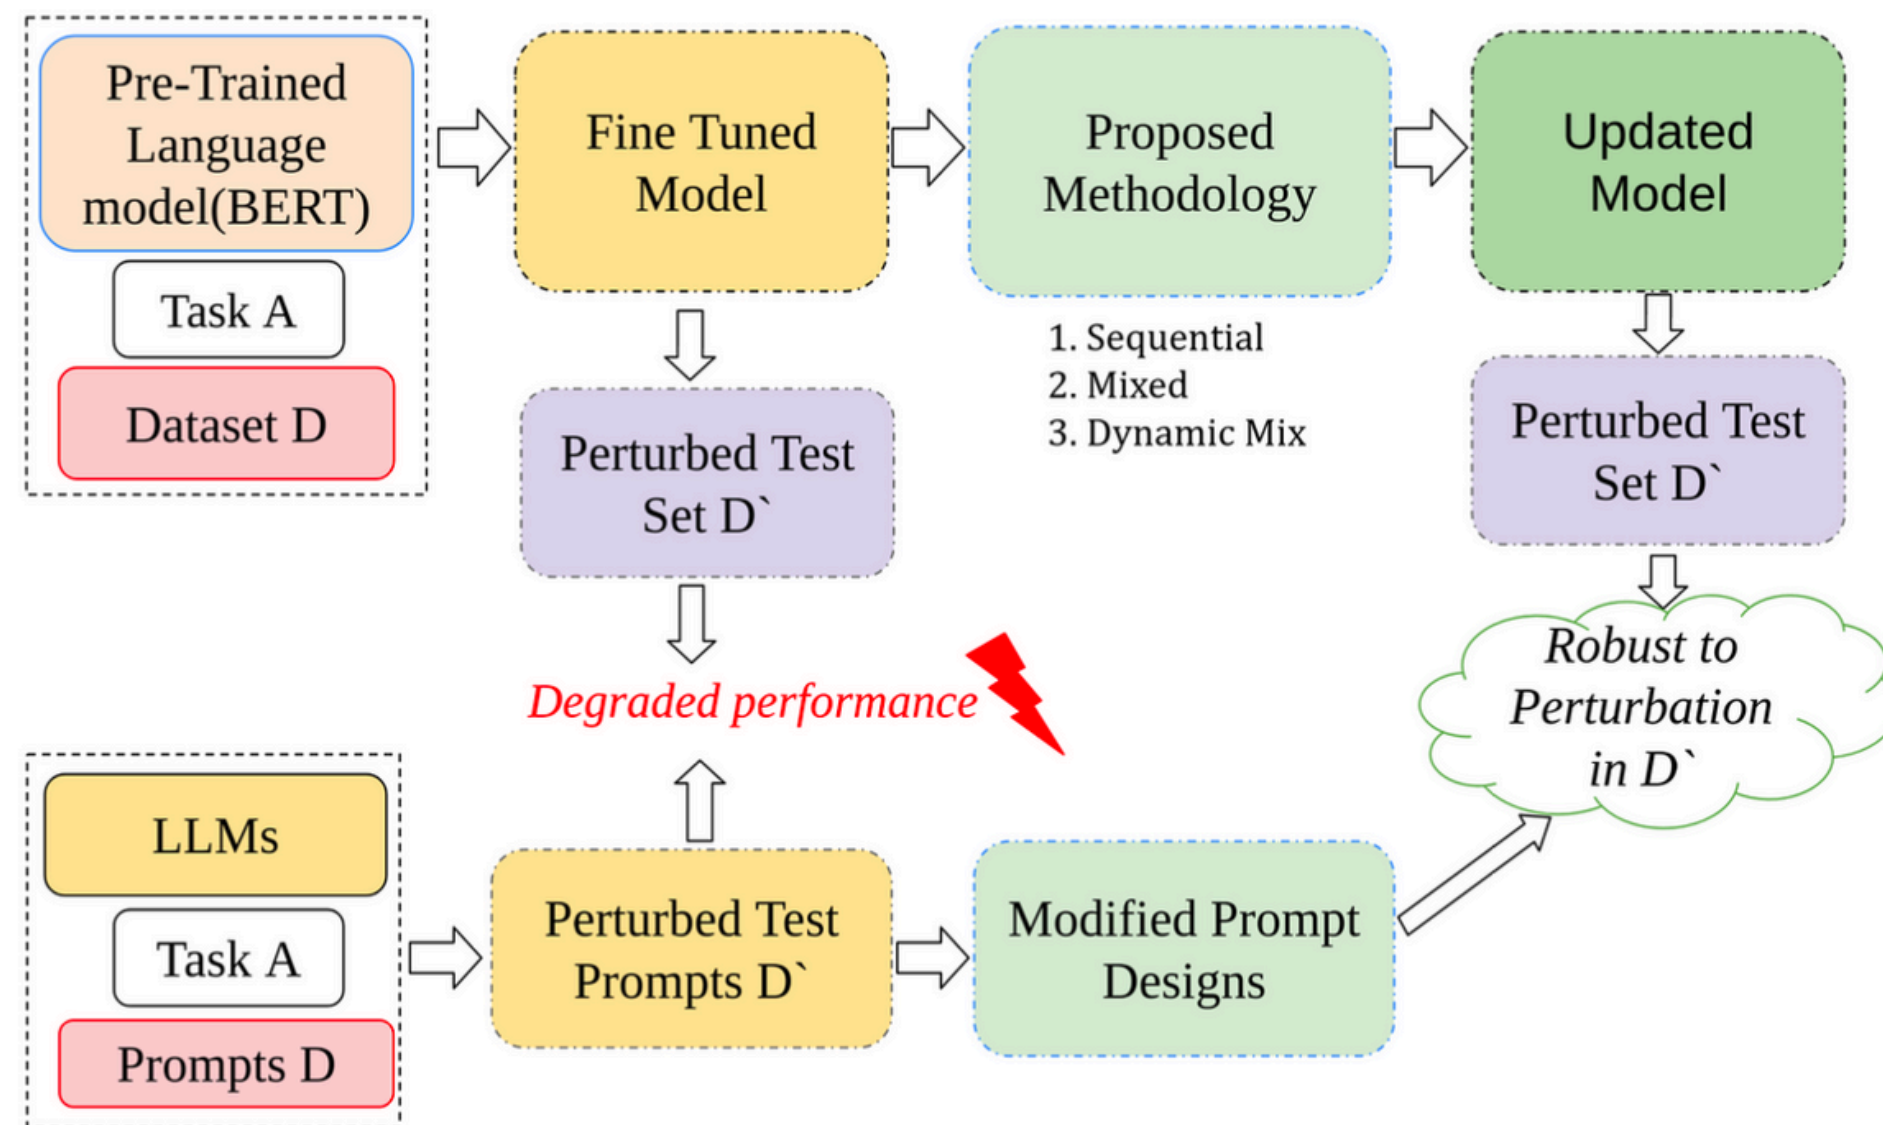 Pre-Trained
Language
model(BERT)
Task A
Dataset D
Fine Tuned
Model
Proposed
Methodology
1. Sequential
2. Mixed
3. Dynamic Mix
Updated
Model
Perturbed Test
Set D`
Perturbed Test
Set D`
Degraded performance
Robust to
Perturbation
in D`
LLMs
Task A
Prompts D
Perturbed Test
Prompts D`
Modified Prompt
Designs